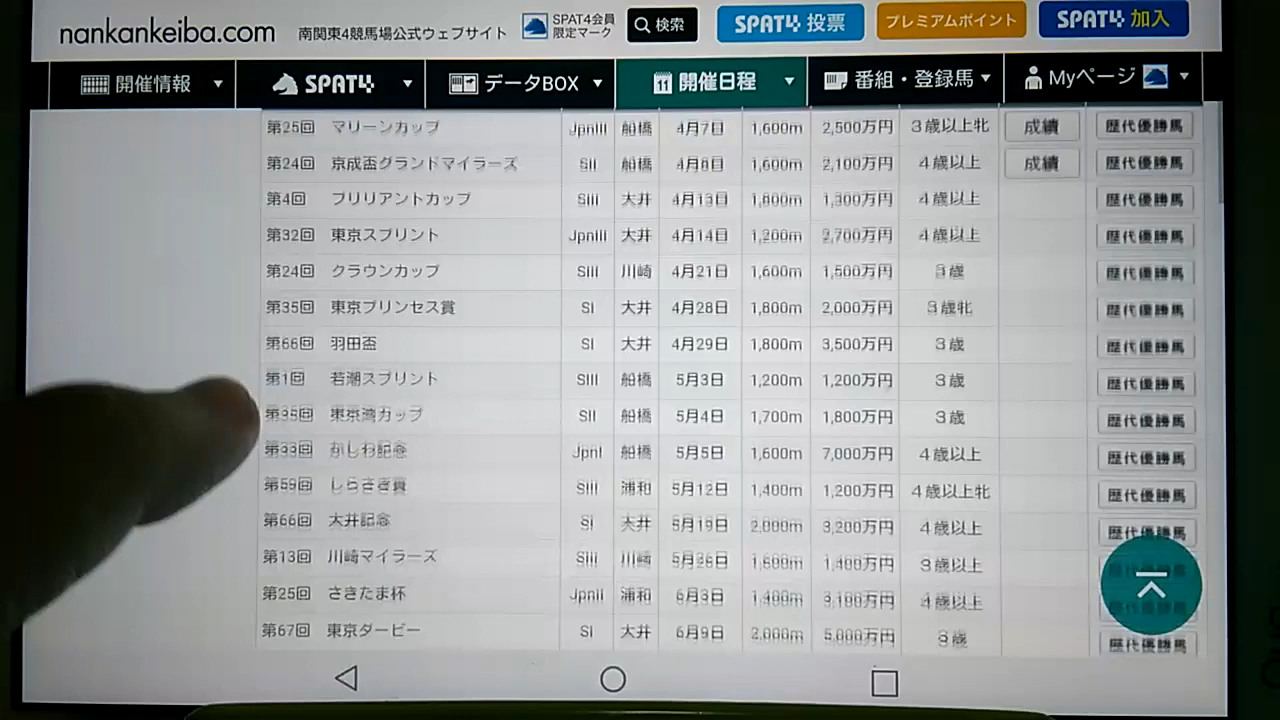 nankankeiba.com 南関東4競馬場公式ウェブサイト SPAT4会員 限定マーク 検索 SPAT4 投票 プレミアムポイント SPAT4 加入
開催情報 SPAT4 データBOX 11 開催日程 番組・登録馬 Myページ
第25回 マリーンカップ JpnIII 船橋 4月7日 1,600m 2,500万円 3歳以上牝 成績 歴代優勝馬
第24回 京成盃グランドマイラーズ SII 船橋 4月8日 1,600m 2,100万円 4歳以上 成績 歴代優勝馬
第4回 ブリリアントカップ SIII 大井 4月13日 1,800m 1,300万円 4歳以上 歴代優勝馬
第32回 東京スプリント JpnIII 大井 4月14日 1,200m 2,700万円 4歳以上 歴代優勝馬
第24回 クラウンカップ SIII 川崎 4月21日 1,600m 1,500万円 3歳 歴代優勝馬
第35回 東京プリンセス賞 SI 大井 4月28日 1,800m 2,000万円 3歳牝 歴代優勝馬
第66回 羽田盃 SI 大井 4月29日 1,800m 3,500万円 3歳 歴代優勝馬
第1回 若潮スプリント SIII 船橋 5月3日 1,200m 1,200万円 3歳 歴代優勝馬
第35回 東京湾カップ SII 船橋 5月4日 1,700m 1,800万円 3歳 歴代優勝馬
第33回 かしわ記念 JpnI 船橋 5月5日 1,600m 7,000万円 4歳以上 歴代優勝馬
第59回 しらさぎ賞 SIII 浦和 5月12日 1,400m 1,200万円 4歳以上牝 歴代優勝馬
第66回 大井記念 SI 大井 5月19日 2,000m 3,200万円 4歳以上 歴代優勝馬
第13回 川崎マイラーズ SIII 川崎 5月26日 1,600m 1,400万円 3歳以上
第25回 さきたま杯 JpnII 浦和 6月3日 1,400m 3,100万円 4歳以上
第67回 東京ダービー SI 大井 6月9日 2,000m 5,000万円 3歳 歴代優勝馬